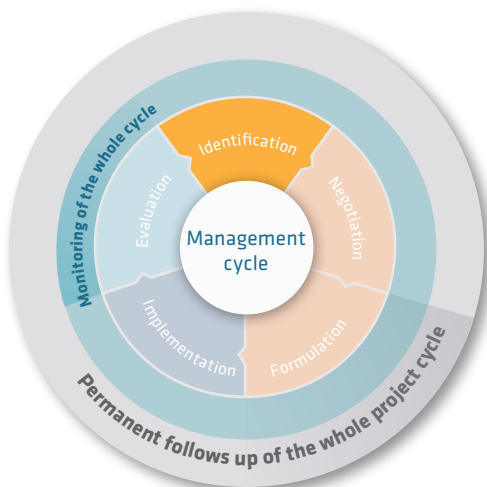 Monitoring of the whole cycle
Identification
Negotiation
Formulation
Implementation
Evaluation
Management
cycle
Permanent follows up of the whole project cycle